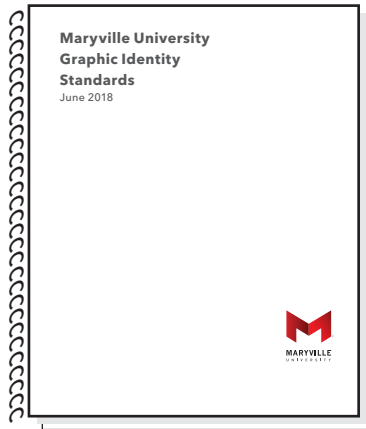 Maryville University
Graphic Identity
Standards
June 2018
MARYVILLE
UNIVERSITY